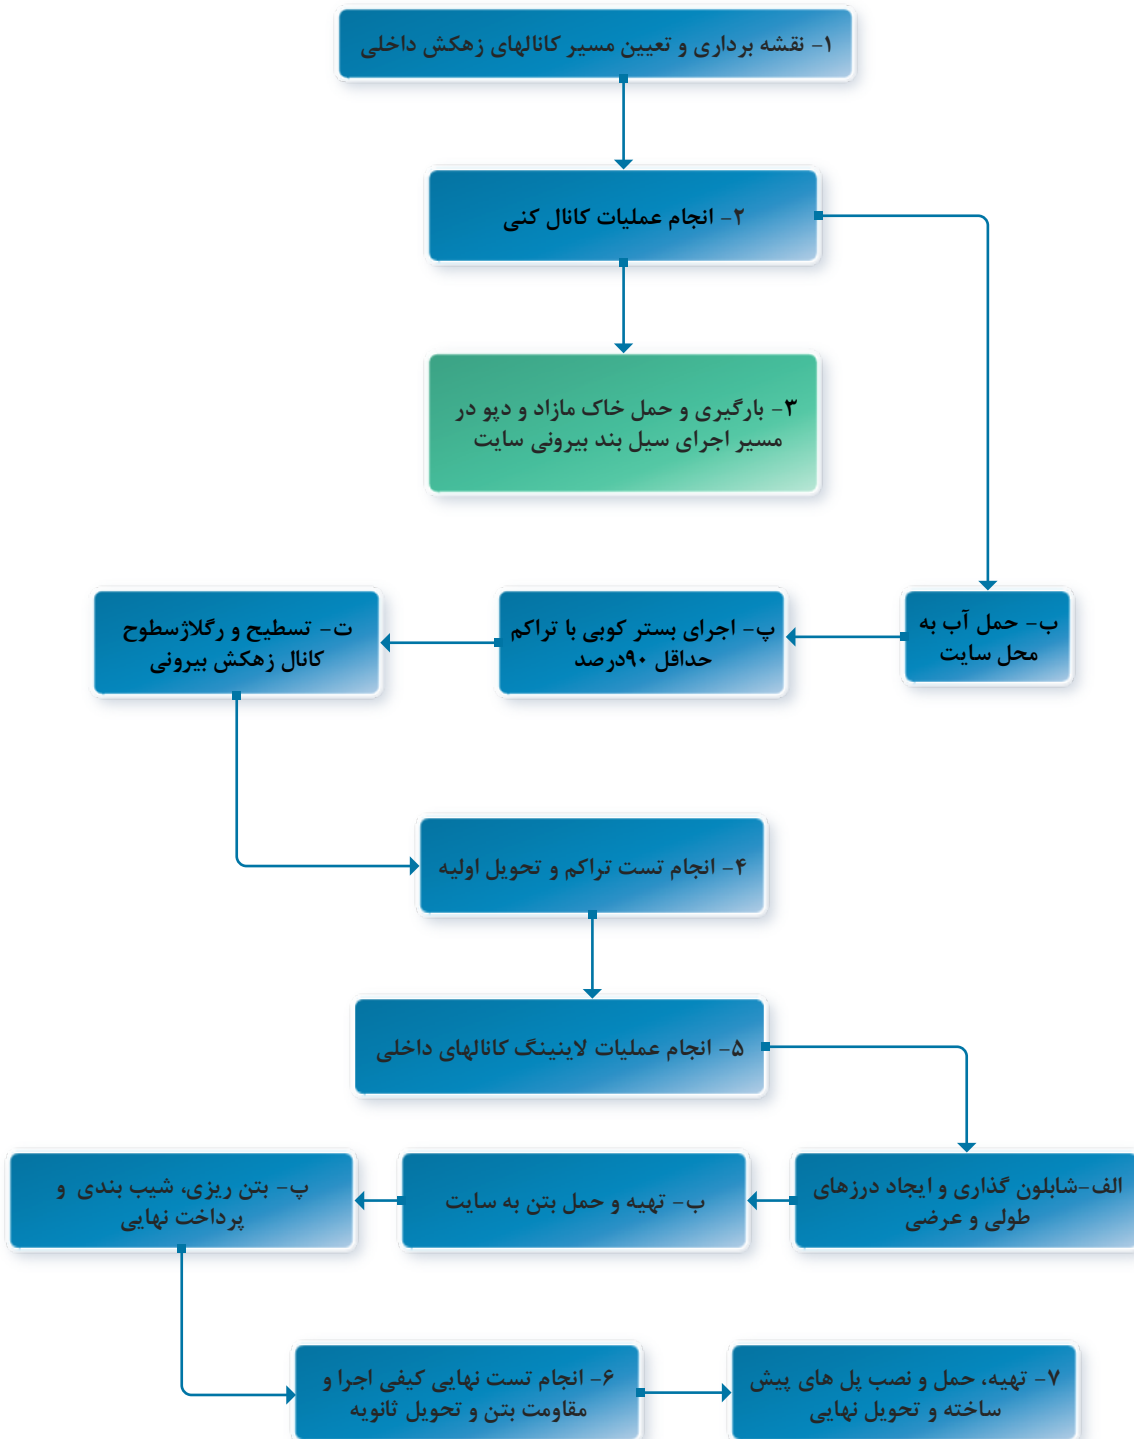 ۱- نقشه برداری و تعیین مسیر کانالهای زهکش داخلی
۲- انجام عملیات کانال کنی
۳- بارگیری و حمل خاک مازاد و دپو در
مسیر اجرای سیل بند بیرونی سایت
ب- حمل آب به
محل سایت
پ- اجرای بستر کوبی با تراکم
حداقل ۹۰درصد
ت- تسطیح و رگلاژسطوح
کانال زهکش بیرونی
۴- انجام تست تراکم و تحویل اولیه
۵- انجام عملیات لاینینگ کانالهای داخلی
الف-شابلون گذاری و ایجاد درزهای
طولی و عرضی
ب- تهیه و حمل بتن به سایت
پ- بتن ریزی، شیب بندی و
پرداخت نهایی
۶- انجام تست نهایی کیفی اجرا و
مقاومت بتن و تحویل ثانویه
۷- تهیه، حمل و نصب پل های پیش
ساخته و تحویل نهایی